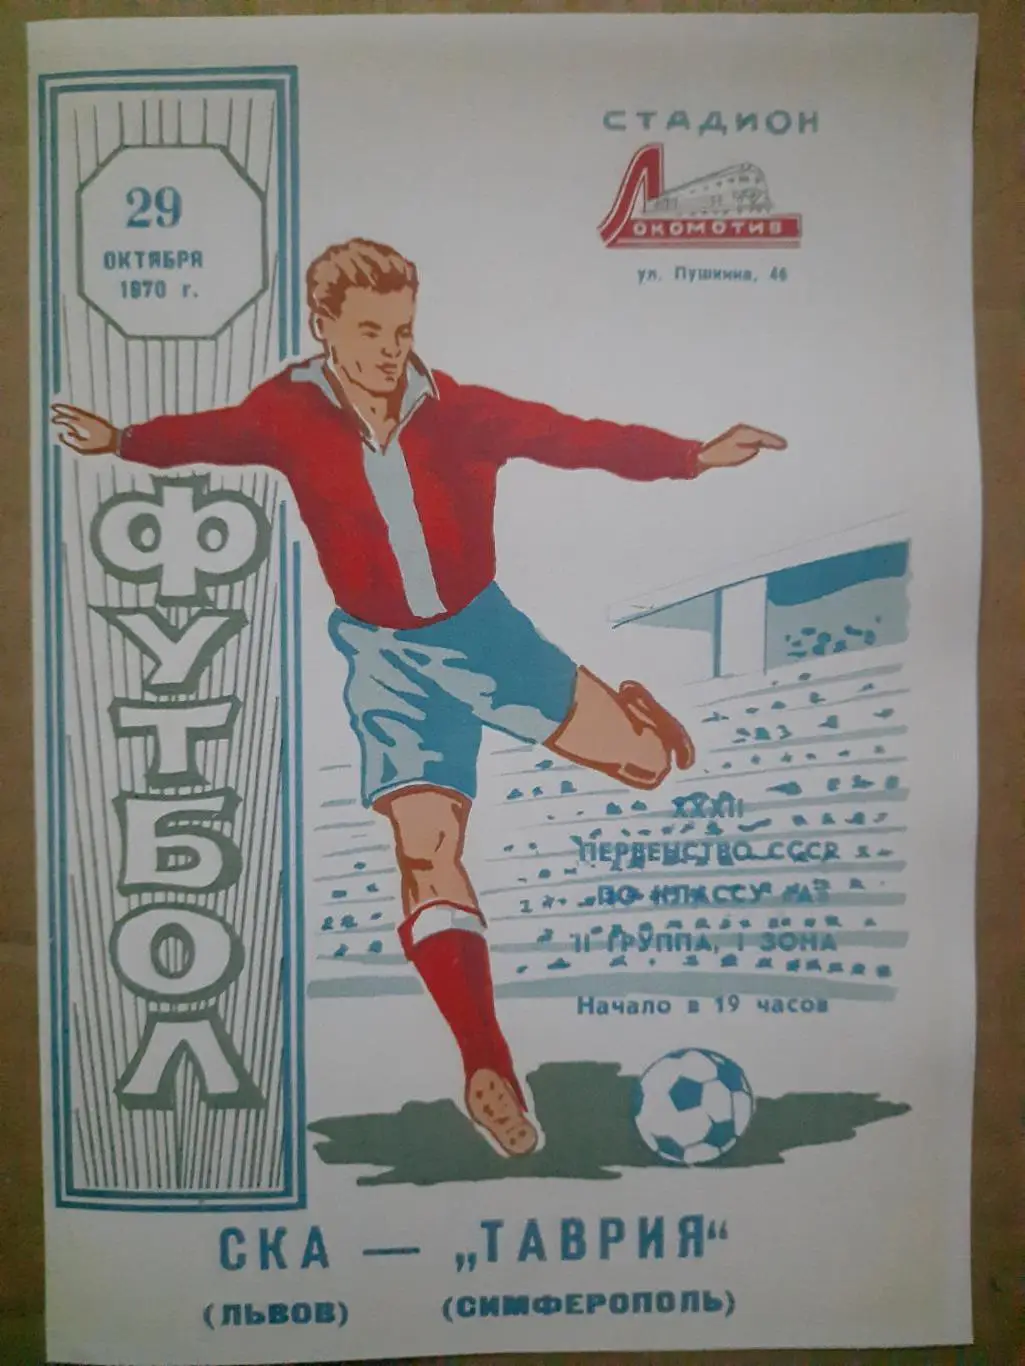 29
ОКТЯБРЯ
1970 г.
СТАДИОН
ЛОКОМОТИВ
ул. Пушкина, 46
ФУТБОЛ
XXXII
ПЕРВЕНСТВО СССР
ПО КЛАССУ „А"
II ГРУППА, I ЗОНА
Начало в 19 часов
СКА — „ТАВРИЯ“
(ЛЬВОВ) (СИМФЕРОПОЛЬ)